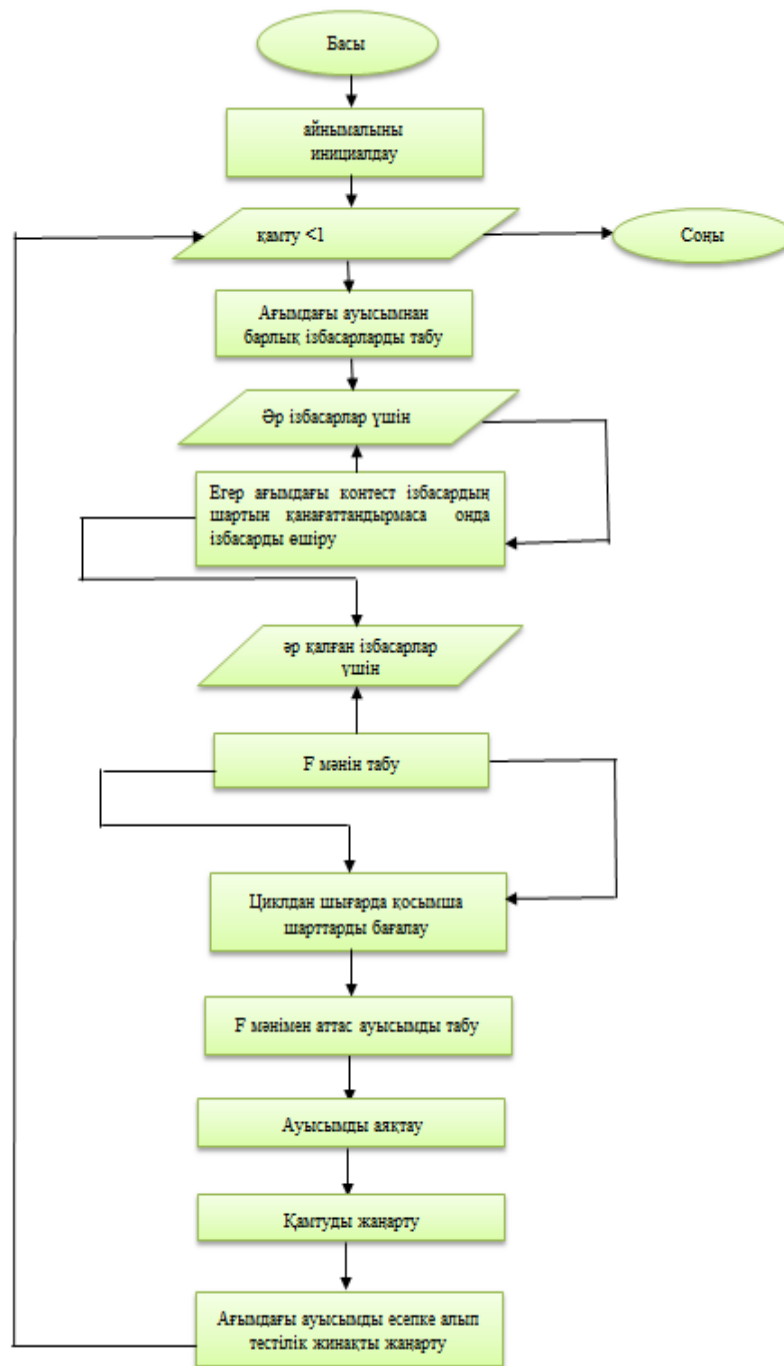 Басы
айнымалыны
инициалдау
қамту <1
Соңы
Ағымдағы ауысымнан
барлық ізбасарларды табу
Әр ізбасарлар үшін
Егер ағымдағы контест ізбасардың
шартын қанағаттандырмаса онда
ізбасарды өшіру
әр қалған ізбасарлар
үшін
F мәнін табу
Циклдан шығарда қосымша
шарттарды бағалау
F мәнімен аттас ауысымды табу
Ауысымды аяқтау
Қамтуды жаңарту
Ағымдағы ауысымды есепке алып
тестілік жинақты жаңарту